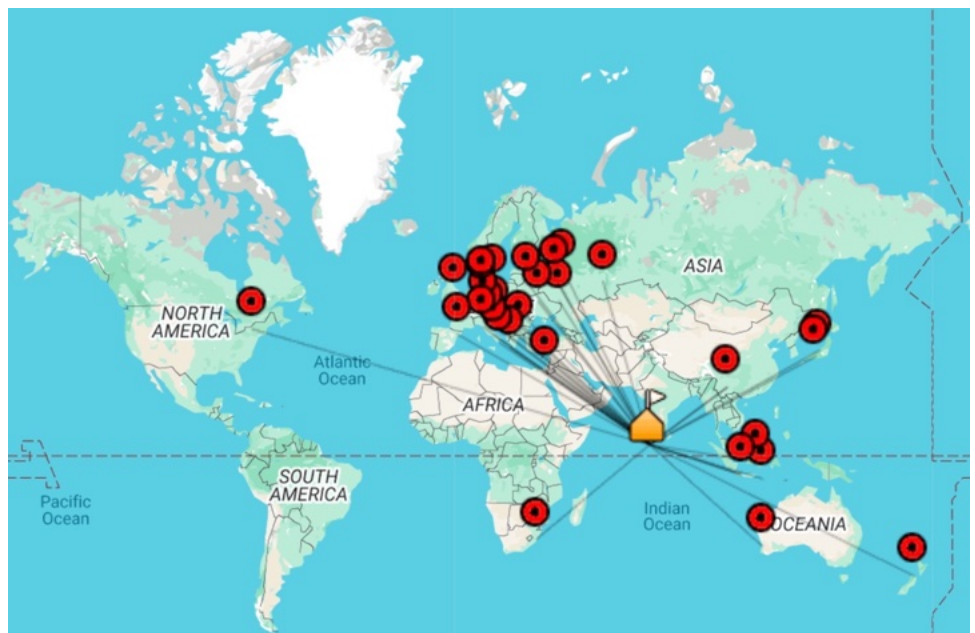 ASIA
NORTH
AMERICA
Atlantic
Ocean
AFRICA
SOUTH
AMERICA
Pacific
Ocean
Indian
Ocean
OCEANIA